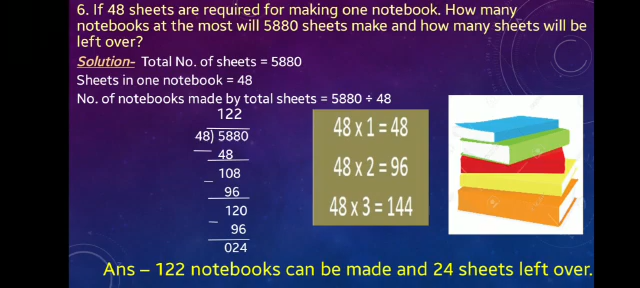 6. If 48 sheets are required for making one notebook. How many
notebooks at the most will 5880 sheets make and how many sheets will be
left over?
Solution- Total No. of sheets = 5880
Sheets in one notebook = 48
No. of notebooks made by total sheets = 5880 ÷ 48
122
48) 5880
48
108
96
120
96
024
48 x 1 = 48
48 x 2 = 96
48 x 3 = 144
Ans – 122 notebooks can be made and 24 sheets left over.